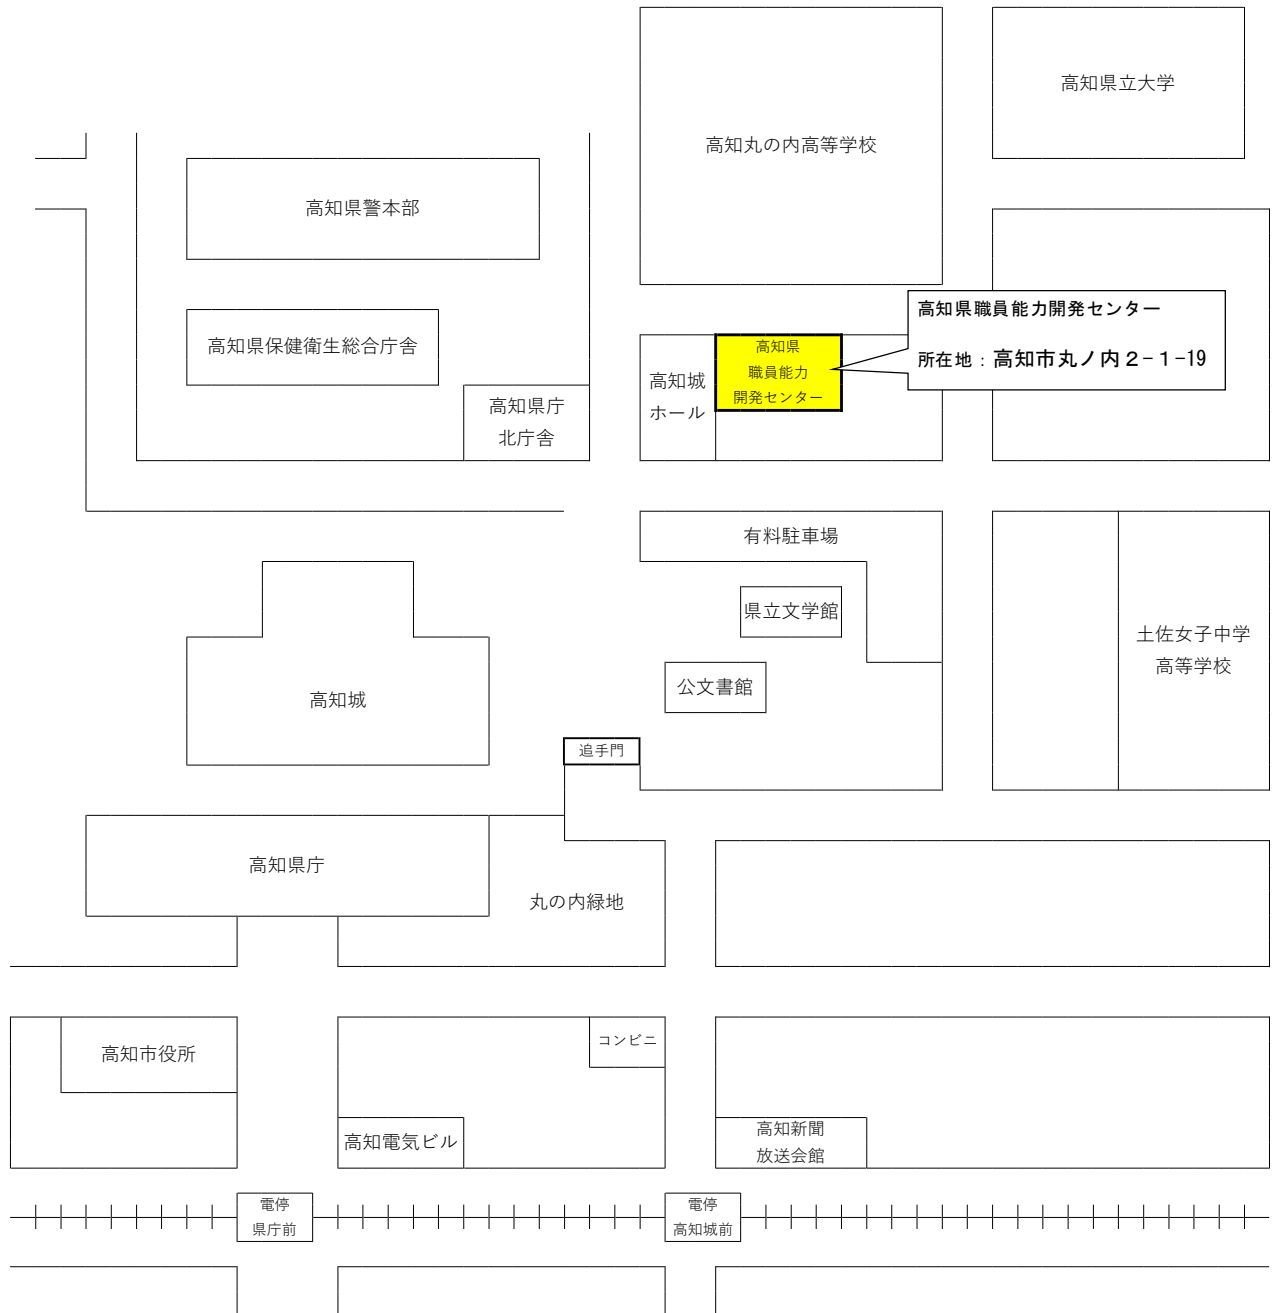 高知県立大学
高知丸の内高等学校
高知県警本部
高知県職員能力開発センター
所在地：高知市丸ノ内２－１－19
高知県保健衛生総合庁舎
高知県
職員能力
開発センター
高知城
ホール
高知県庁
北庁舎
有料駐車場
県立文学館
土佐女子中学
高等学校
公文書館
高知城
追手門
高知県庁
丸の内緑地
コンビニ
高知市役所
高知電気ビル
高知新聞
放送会館
電停
県庁前
電停
高知城前